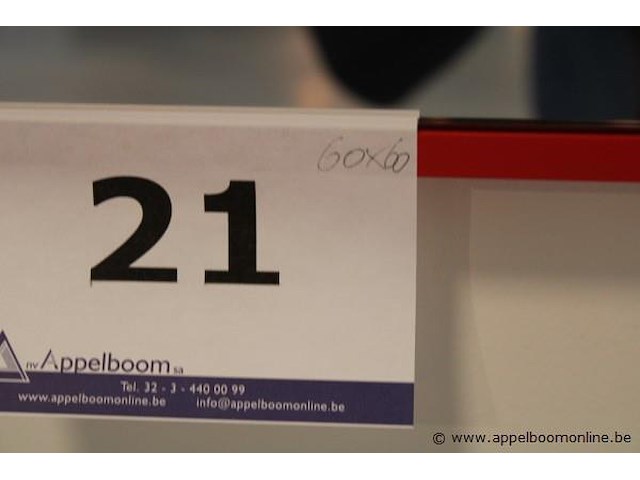 60x60
21
nv Appelboom sa
Tel. 32 - 3 - 440 00 99
www.appelboomonline.be info@appelboomonline.be
© www.appelboomonline.be